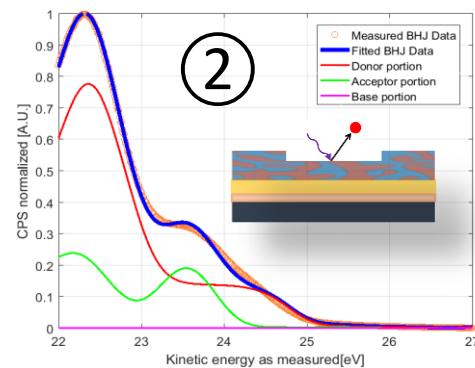 ②
Measured BHJ Data
Fitted BHJ Data
Donor portion
Acceptor portion
Base portion
CPS normalized [A.U.]
1
0.9
0.8
0.7
0.6
0.5
0.4
0.3
0.2
0.1
0
22
23
24
25
26
27
Kinetic energy as measured[eV]